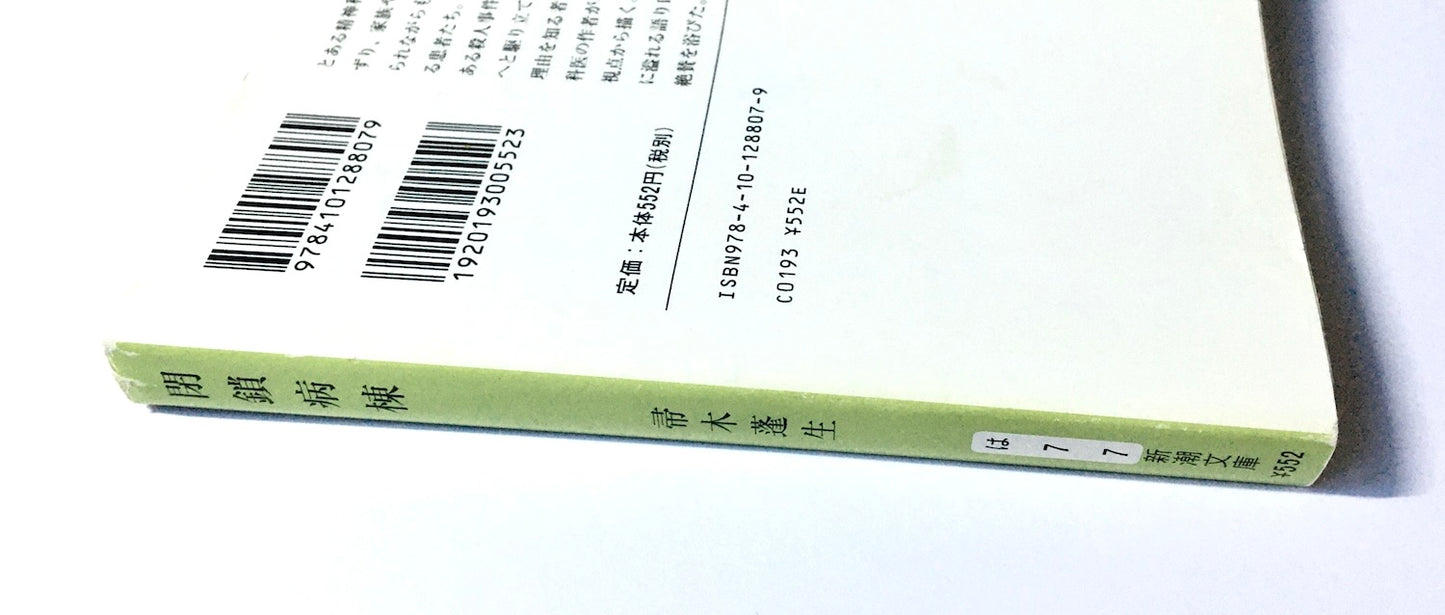 とある精神科
ずり、家族や
られながらも
る患者たち。
ある殺人事件
へと駆り立て
理由を知る者
科医の作者が
視点から描く。
に溢れる語り口
絶賛を浴びた。
9784101288079
1920193005523
定価:本体552円(税別)
ISBN978-4-10-128807-9
C0193 ¥552E
閉鎖病棟
帚木蓬生
は 7 7
新潮文庫
¥552